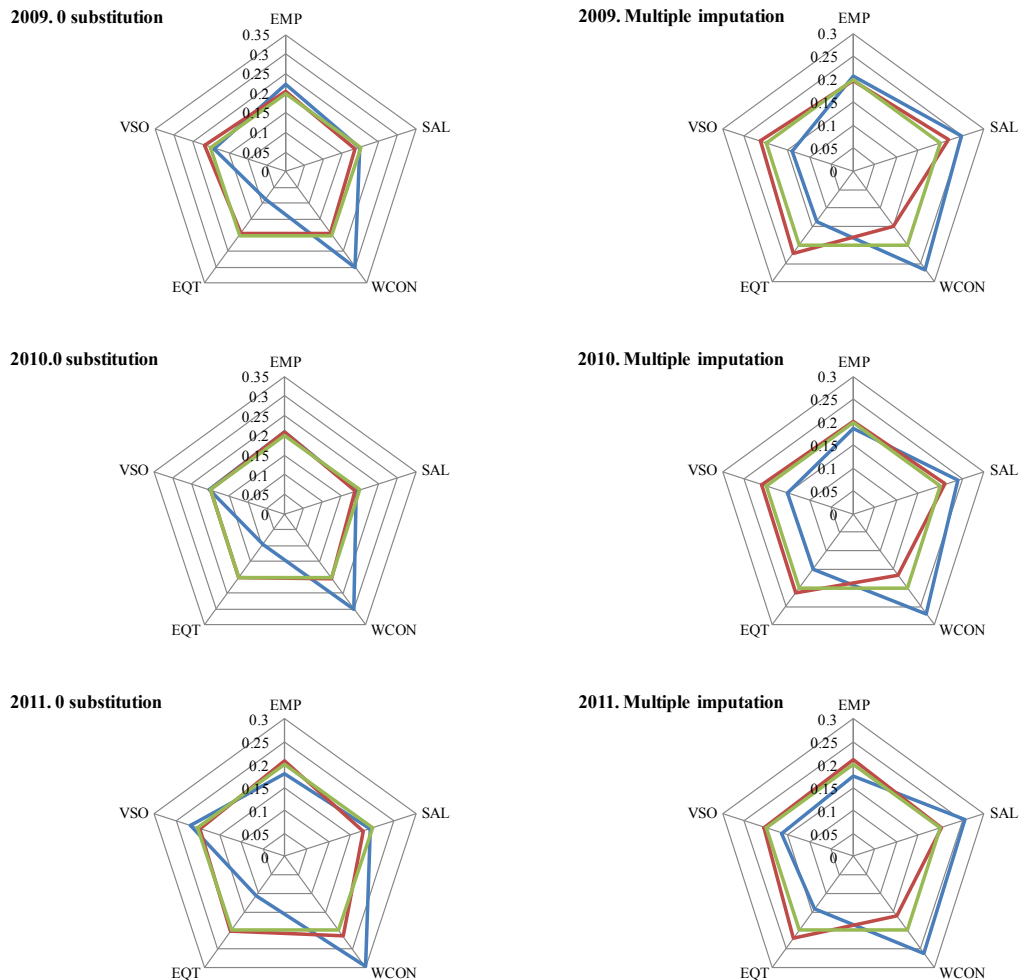 2009. 0 substitution
EMP
0.35
0.3
0.25
0.2
0.15
0.1
0.05
0
VSO
SAL
EQT
WCON
2009. Multiple imputation
EMP
0.3
0.25
0.2
0.15
0.1
0.05
0
VSO
SAL
EQT
WCON
2010.0 substitution
EMP
0.35
0.3
0.25
0.2
0.15
0.1
0.05
0
VSO
SAL
EQT
WCON
2010. Multiple imputation
EMP
0.3
0.25
0.2
0.15
0.1
0.05
0
VSO
SAL
EQT
WCON
2011. 0 substitution
EMP
0.3
0.25
0.2
0.15
0.1
0.05
0
VSO
SAL
EQT
WCON
2011. Multiple imputation
EMP
0.3
0.25
0.2
0.15
0.1
0.05
0
VSO
SAL
EQT
WCON